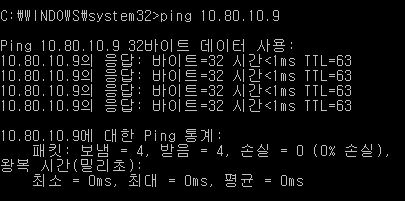 C:\WINDOWS\system32>ping 10.80.10.9
Ping 10.80.10.9 32바이트 데이터 사용:
10.80.10.9의 응답: 바이트=32 시간<1ms TTL=63
10.80.10.9의 응답: 바이트=32 시간<1ms TTL=63
10.80.10.9의 응답: 바이트=32 시간<1ms TTL=63
10.80.10.9의 응답: 바이트=32 시간<1ms TTL=63
10.80.10.9에 대한 Ping 통계:
패킷: 보냄 = 4, 받음 = 4, 손실 = 0 (0% 손실),
왕복 시간(밀리초):
최소 = 0ms, 최대 = 0ms, 평균 = 0ms